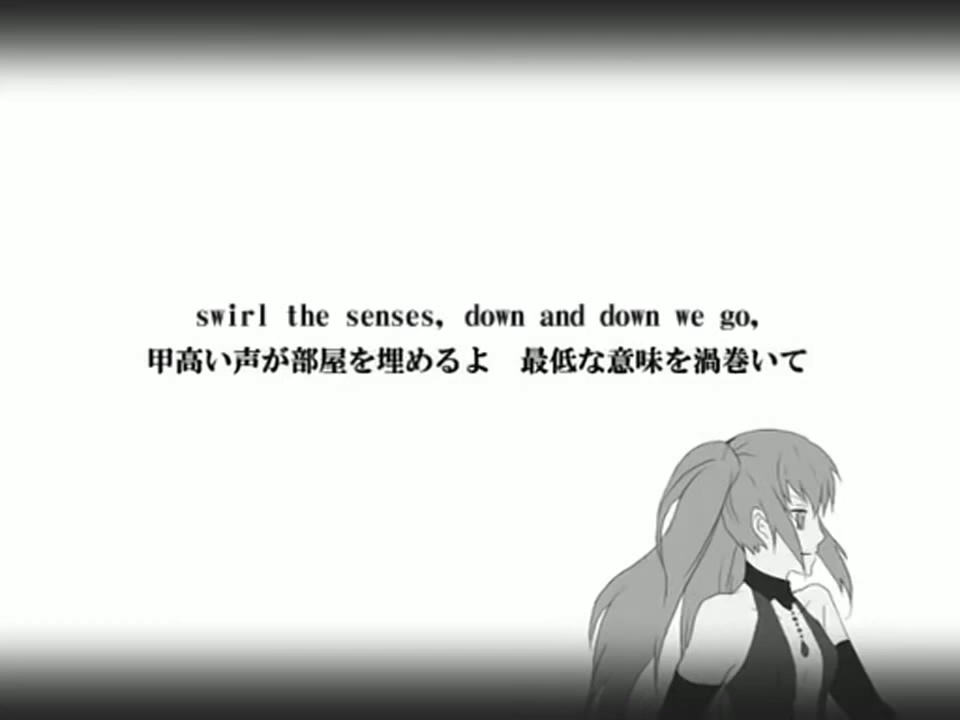 swirl the senses, down and down we go,
甲高い声が部屋を埋めるよ　最低な意味を渦巻いて